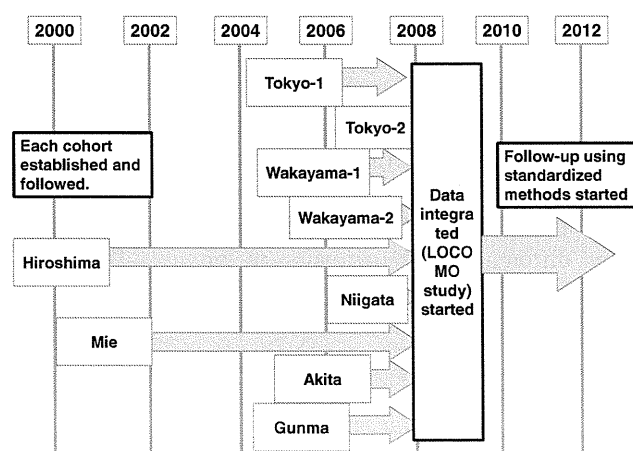 2000 2002 2004 2006 2008 2010 2012
Tokyo-1
Tokyo-2
Each cohort
established and
followed.
Wakayama-1
Wakayama-2
Hiroshima
Niigata
Mie
Akita
Gunma
Data
integra
ted
(LOCO
MO
study)
started
Follow-up using
standardized
methods started